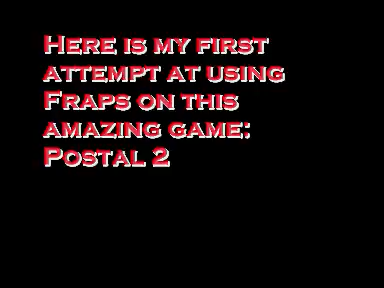 Here is my first
attempt at using
Fraps on this
amazing game:
Postal 2